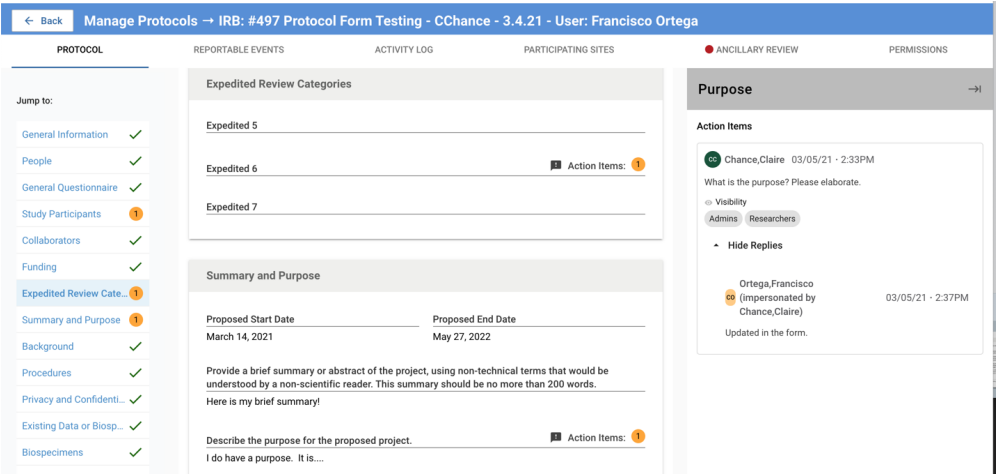 ← Back Manage Protocols → IRB: #497 Protocol Form Testing - CChance - 3.4.21 - User: Francisco Ortega
PROTOCOL REPORTABLE EVENTS ACTIVITY LOG PARTICIPATING SITES ANCILLARY REVIEW PERMISSIONS
Jump to:
General Information
People
General Questionnaire
Study Participants 1
Collaborators
Funding
Expedited Review Cate... 1
Summary and Purpose 1
Background
Procedures
Privacy and Confidenti...
Existing Data or Biosp...
Biospecimens
Expedited Review Categories
Expedited 5
Expedited 6 Action Items: 1
Expedited 7
Summary and Purpose
Proposed Start Date Proposed End Date
March 14, 2021 May 27, 2022
Provide a brief summary or abstract of the project, using non-technical terms that would be
understood by a non-scientific reader. This summary should be no more than 200 words.
Here is my brief summary!
Describe the purpose for the proposed project. Action Items: 1
I do have a purpose. It is....
Purpose
Action Items
CC Chance,Claire 03/05/21 - 2:33PM
What is the purpose? Please elaborate.
Visibility
Admins Researchers
Hide Replies
Ortega,Francisco
CO (impersonated by 03/05/21 - 2:37PM
Chance,Claire)
Updated in the form.